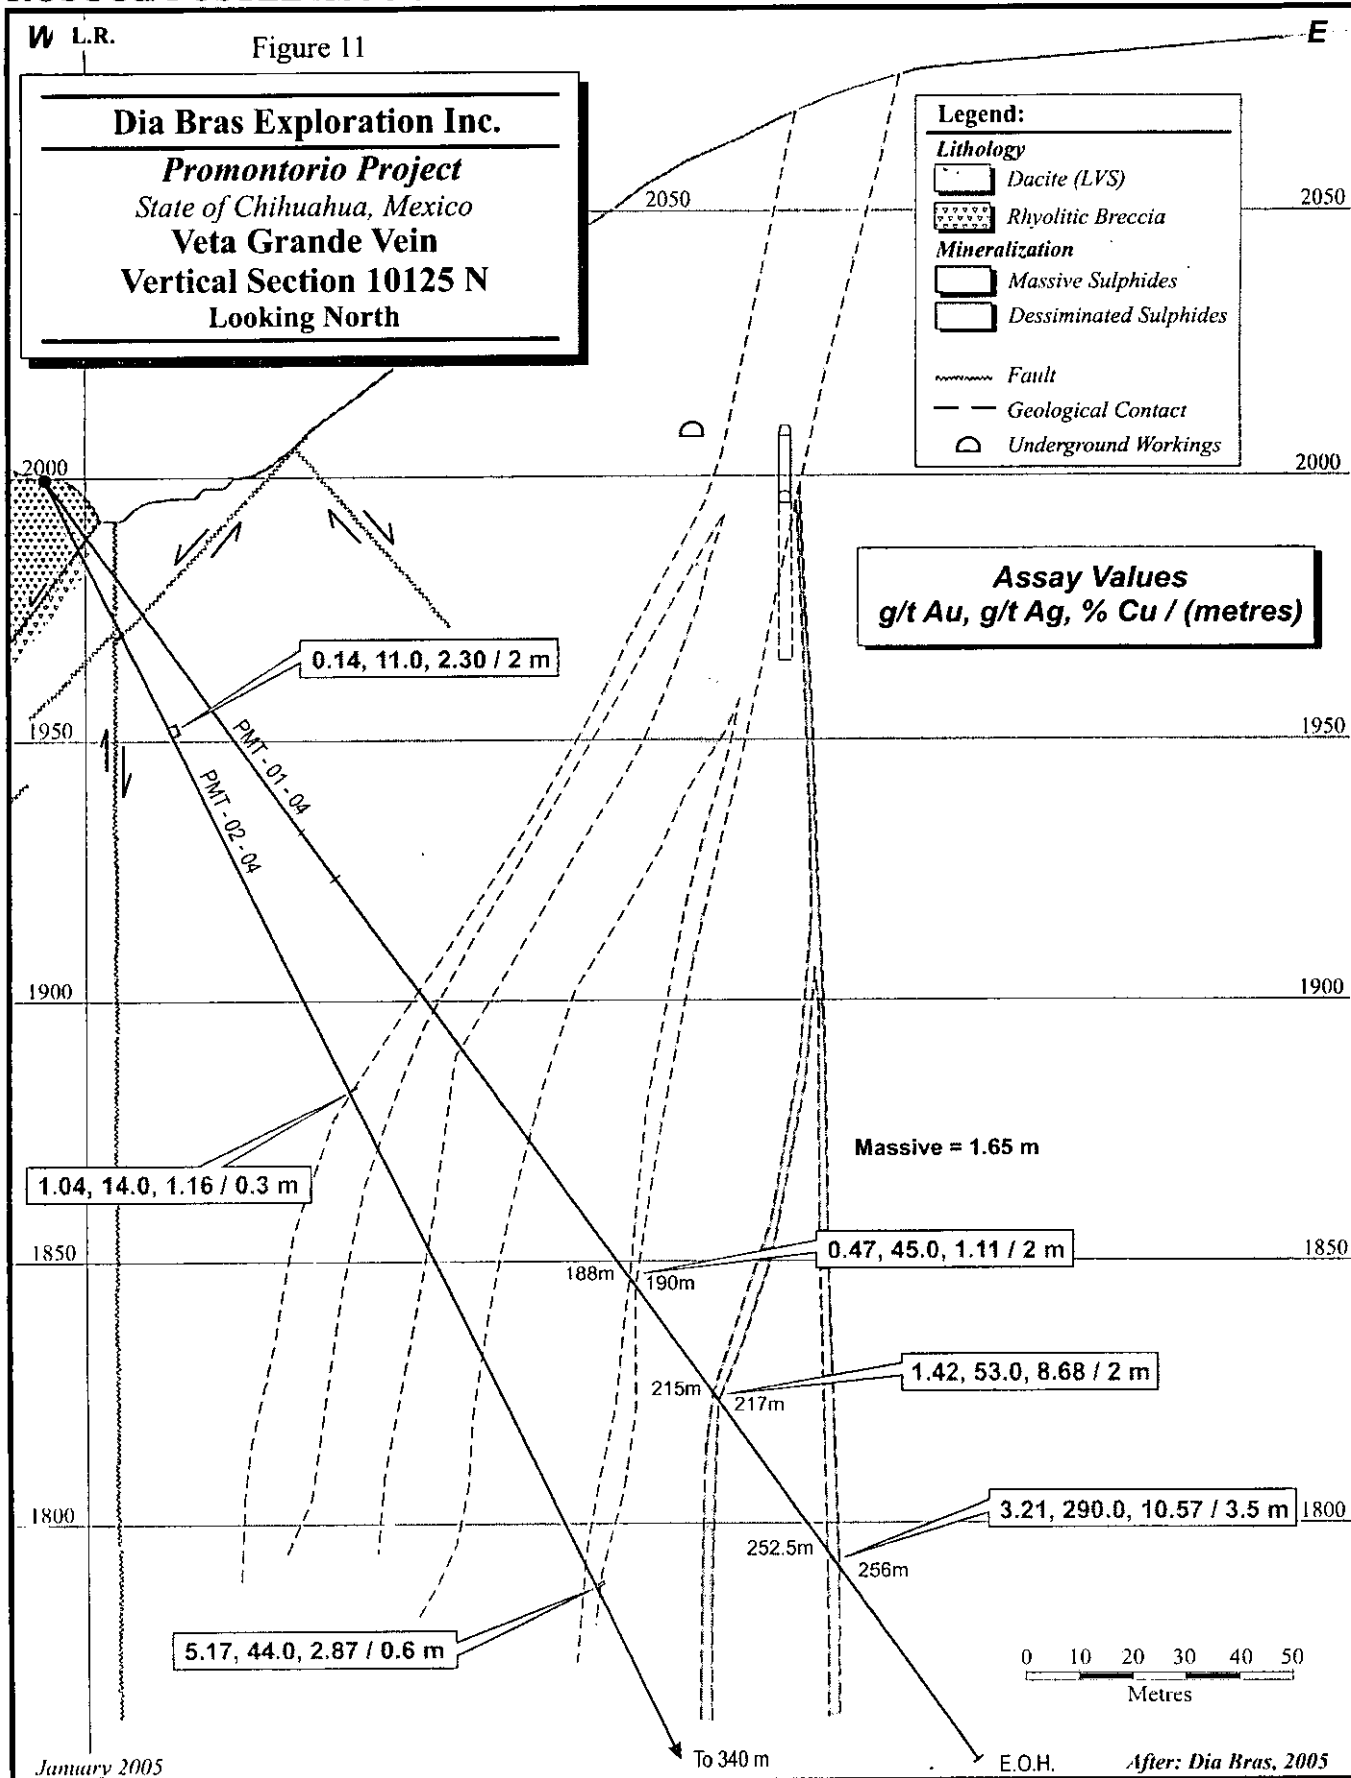 W L.R.
Figure 11
E
Dia Bras Exploration Inc.
Promontorio Project
State of Chihuahua, Mexico
Veta Grande Vein
Vertical Section 10125 N
Looking North
Legend:
Lithology
Dacite (LVS)
Rhyolitic Breccia
Mineralization
Massive Sulphides
Dessiminated Sulphides
Fault
Geological Contact
Underground Workings
2050
2050
2000
2000
Assay Values
g/t Au, g/t Ag, % Cu / (metres)
0.14, 11.0, 2.30 / 2 m
1950
1950
PMT - 01 - 04
PMT - 02 - 04
1900
1900
Massive = 1.65 m
1.04, 14.0, 1.16 / 0.3 m
0.47, 45.0, 1.11 / 2 m
1850
1850
188m
190m
1.42, 53.0, 8.68 / 2 m
215m
217m
3.21, 290.0, 10.57 / 3.5 m
1800
1800
252.5m
256m
5.17, 44.0, 2.87 / 0.6 m
0 10 20 30 40 50
Metres
To 340 m
E.O.H.
January 2005
After: Dia Bras, 2005